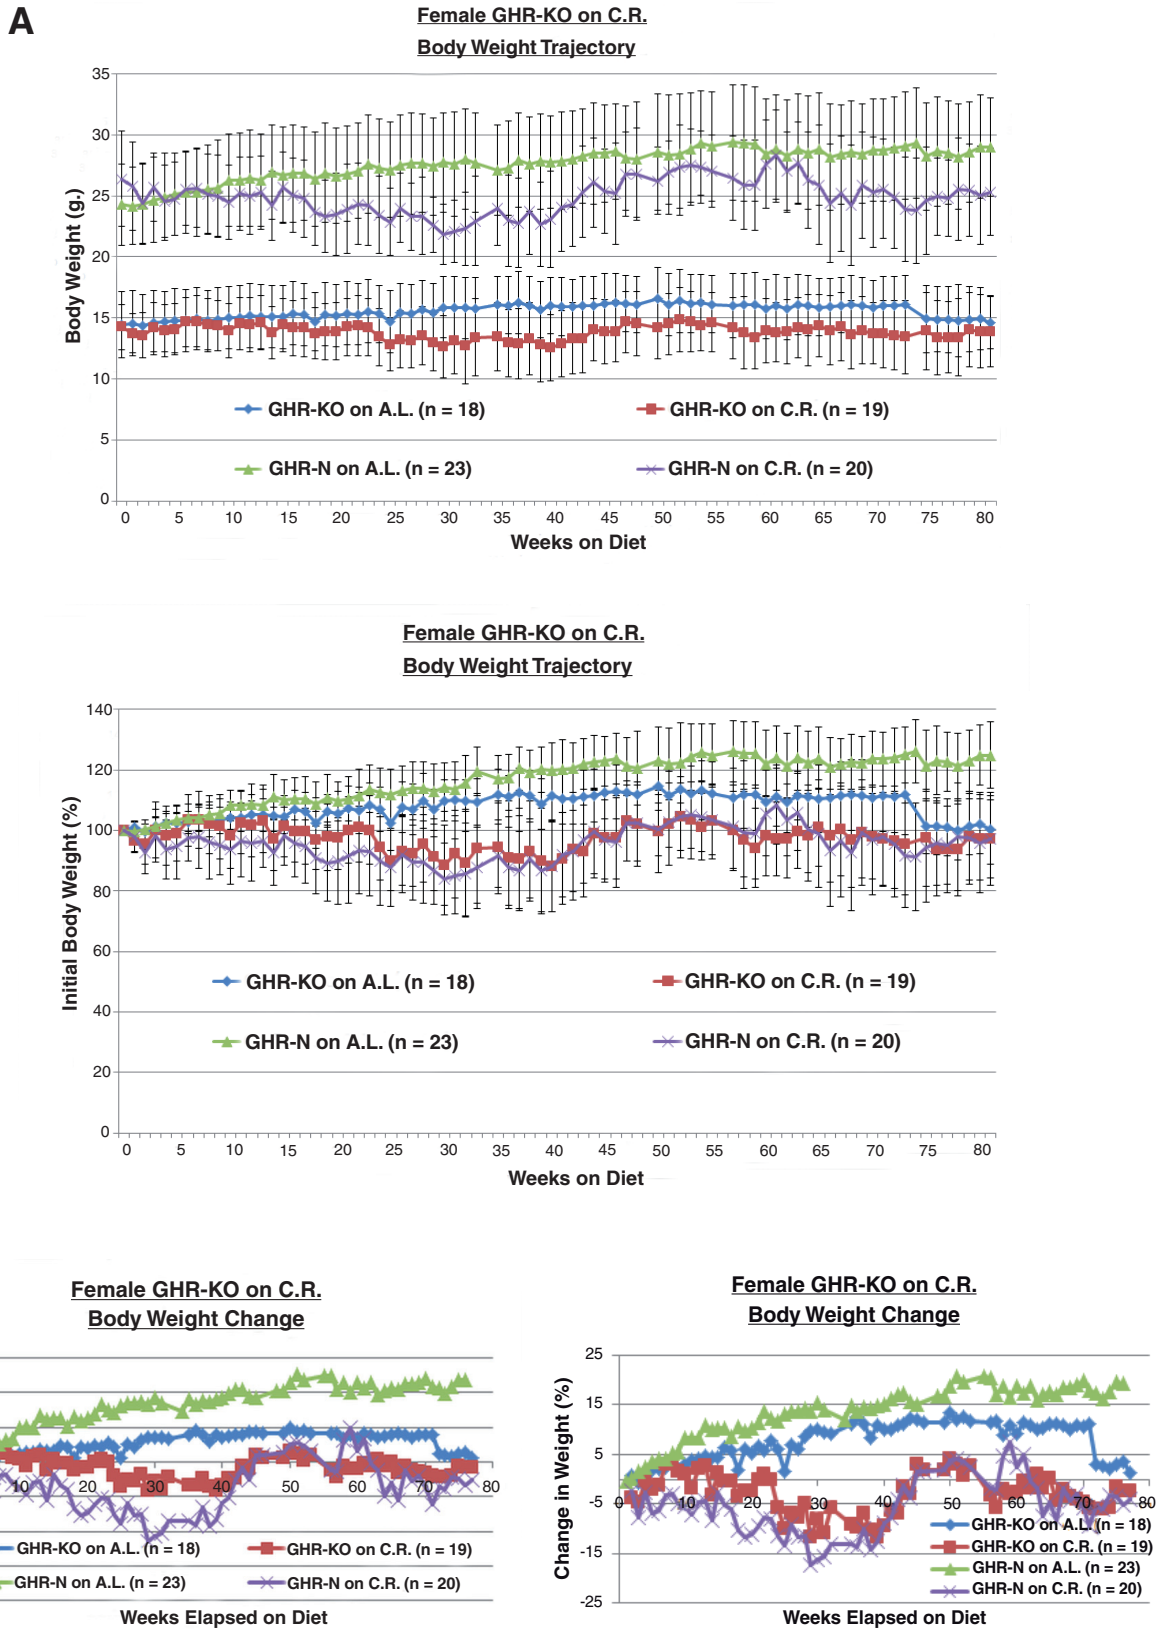 A
Female GHR-KO on C.R.
Body Weight Trajectory
Body Weight (g.)
35
30
25
20
15
10
5
0
GHR-KO on A.L. (n = 18)
GHR-KO on C.R. (n = 19)
GHR-N on A.L. (n = 23)
GHR-N on C.R. (n = 20)
0 5 10 15 20 25 30 35 40 45 50 55 60 65 70 75 80
Weeks on Diet
Female GHR-KO on C.R.
Body Weight Trajectory
Initial Body Weight (%)
140
120
100
80
60
40
20
0
GHR-KO on A.L. (n = 18)
GHR-KO on C.R. (n = 19)
GHR-N on A.L. (n = 23)
GHR-N on C.R. (n = 20)
0 5 10 15 20 25 30 35 40 45 50 55 60 65 70 75 80
Weeks on Diet
Female GHR-KO on C.R.
Body Weight Change
10 20 30 40 50 60 70 80
GHR-KO on A.L. (n = 18)
GHR-KO on C.R. (n = 19)
GHR-N on A.L. (n = 23)
GHR-N on C.R. (n = 20)
Weeks Elapsed on Diet
Female GHR-KO on C.R.
Body Weight Change
Change in Weight (%)
25
15
5
-5
-15
-25
0 10 20 30 40 50 60 70 80
GHR-KO on A.L. (n = 18)
GHR-KO on C.R. (n = 19)
GHR-N on A.L. (n = 23)
GHR-N on C.R. (n = 20)
Weeks Elapsed on Diet